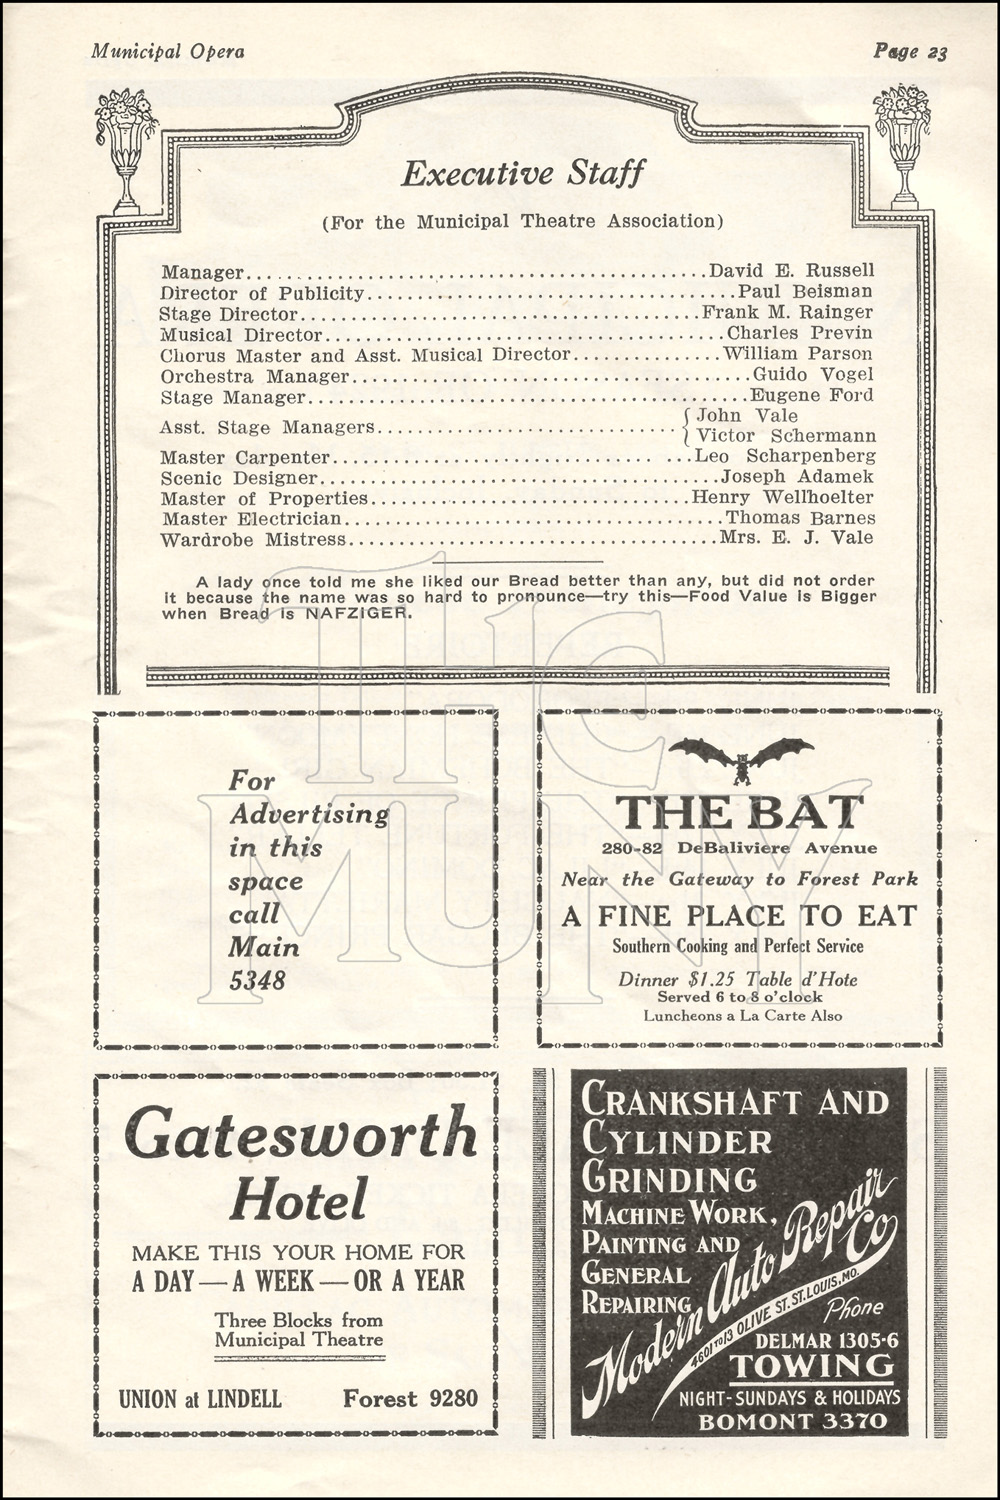 Municipal Opera
Page 23
Executive Staff
(For the Municipal Theatre Association)
Manager................................................David E. Russell
Director of Publicity.....................................Paul Beisman
Stage Director........................................Frank M. Rainger
Musical Director........................................Charles Previn
Chorus Master and Asst. Musical Director...............William Parson
Orchestra Manager........................................Guido Vogel
Stage Manager............................................Eugene Ford
Asst. Stage Managers..............................{John Vale
Victor Schermann
Master Carpenter....................................Leo Scharpenberg
Scenic Designer........................................Joseph Adamek
Master of Properties................................Henry Wellhoelter
Master Electrician......................................Thomas Barnes
Wardrobe Mistress.....................................Mrs. E. J. Vale
A lady once told me she liked our Bread better than any, but did not order
it because the name was so hard to pronounce—try this—Food Value Is Bigger
when Bread is NAFZIGER.
THE
MUNY
For
Advertising
in this
space
call
Main
5348
THE BAT
280-82 DeBaliviere Avenue
Near the Gateway to Forest Park
A FINE PLACE TO EAT
Southern Cooking and Perfect Service
Dinner $1.25 Table d'Hote
Served 6 to 8 o'clock
Luncheons a La Carte Also
Gatesworth
Hotel
MAKE THIS YOUR HOME FOR
A DAY — A WEEK — OR A YEAR
Three Blocks from
Municipal Theatre
UNION at LINDELL Forest 9280
CRANKSHAFT AND
CYLINDER
GRINDING
MACHINE WORK,
PAINTING AND
GENERAL
REPAIRING
Modern Auto Repair Co
4601 TO 13 OLIVE ST. ST. LOUIS, MO.
Phone
DELMAR 1305-6
TOWING
NIGHT-SUNDAYS & HOLIDAYS
BOMONT 3370